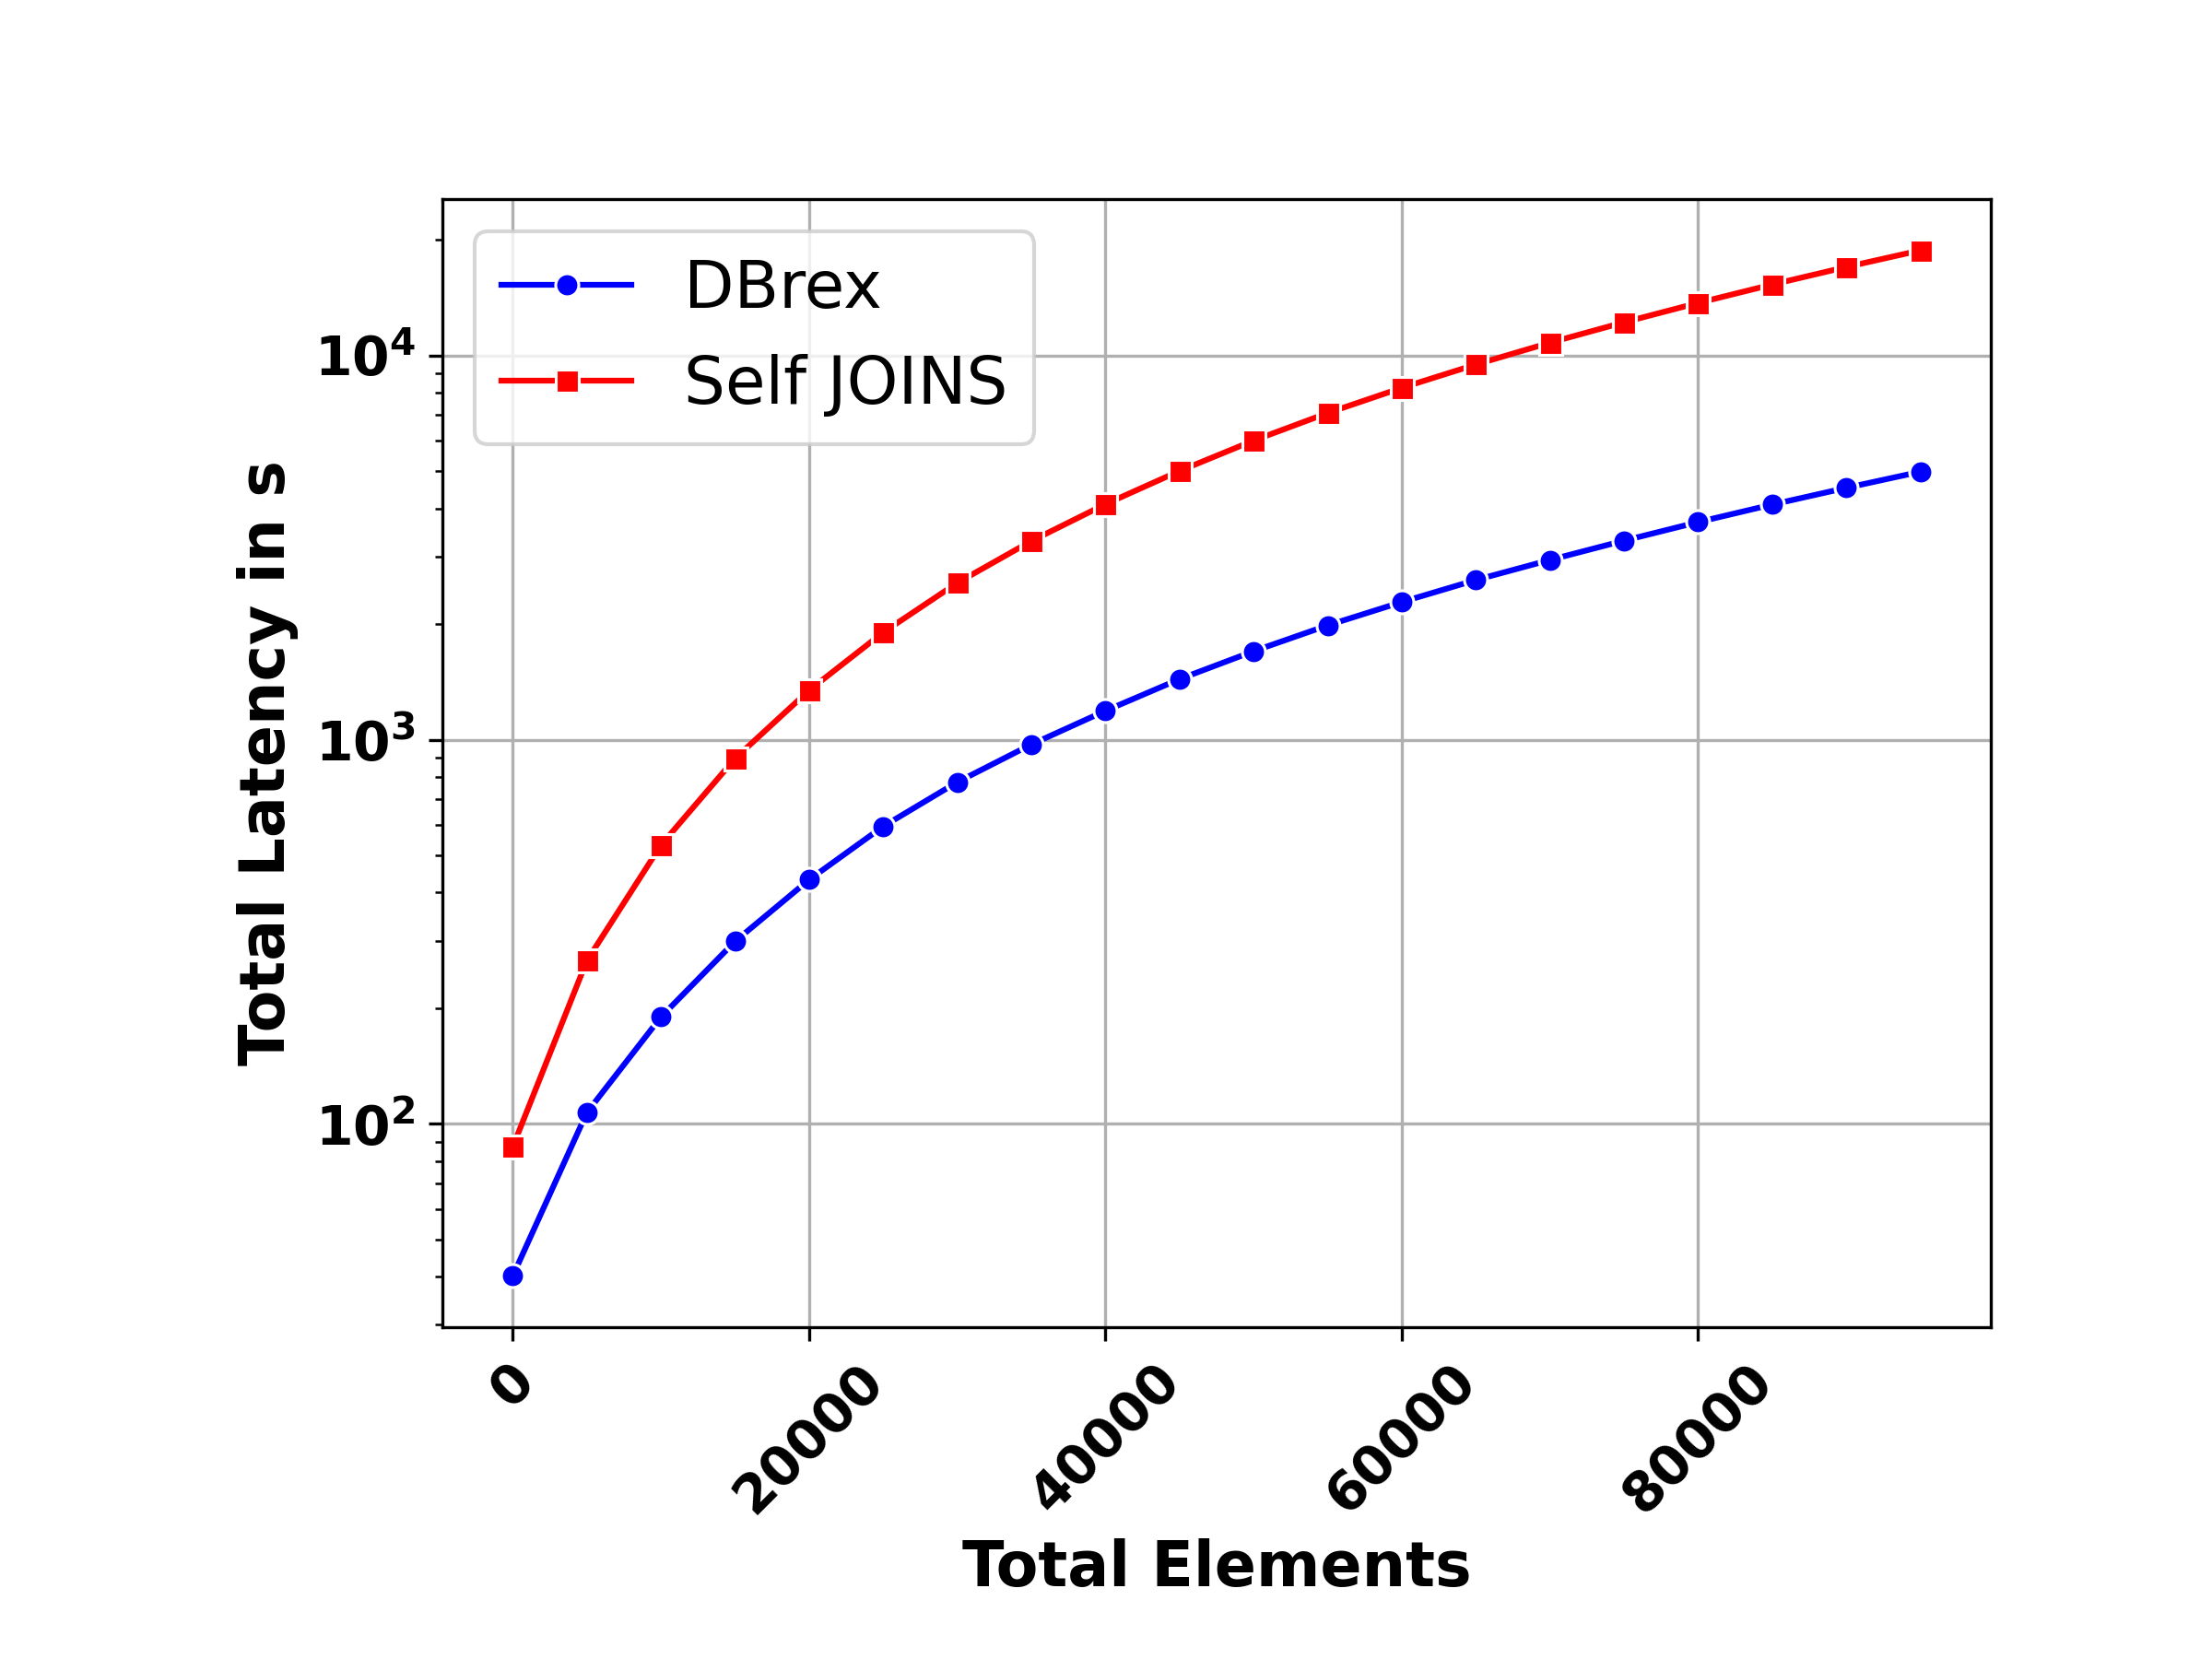 DBrex
Self JOINS
Total Latency in s
10⁴
10³
10²
0
20000
40000
60000
80000
Total Elements